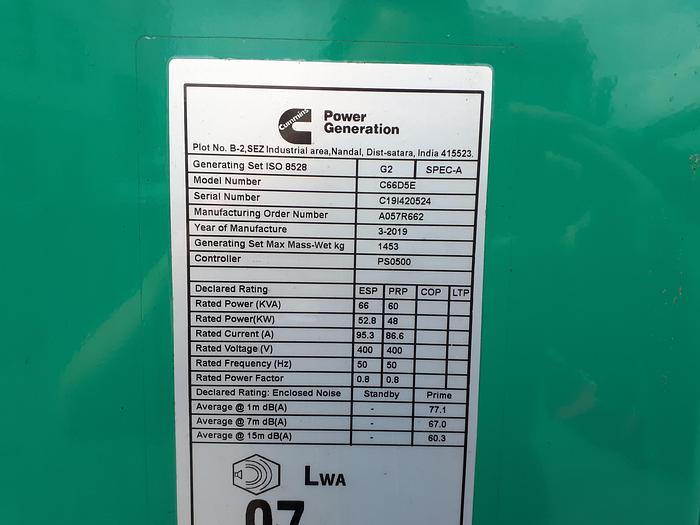 Cummins
Power
Generation
Plot No. B-2,SEZ Industrial area,Nandal, Dist-satara, India 415523.
Generating Set ISO 8528 G2 SPEC-A
Model Number C66D5E
Serial Number C19I420524
Manufacturing Order Number A057R662
Year of Manufacture 3-2019
Generating Set Max Mass-Wet kg 1453
Controller PS0500
Declared Rating ESP PRP COP LTP
Rated Power (KVA) 66 60
Rated Power(KW) 52.8 48
Rated Current (A) 95.3 86.6
Rated Voltage (V) 400 400
Rated Frequency (Hz) 50 50
Rated Power Factor 0.8 0.8
Declared Rating: Enclosed Noise Standby Prime
Average @ 1m dB(A) - 77.1
Average @ 7m dB(A) - 67.0
Average @ 15m dB(A) - 60.3
LWA
97